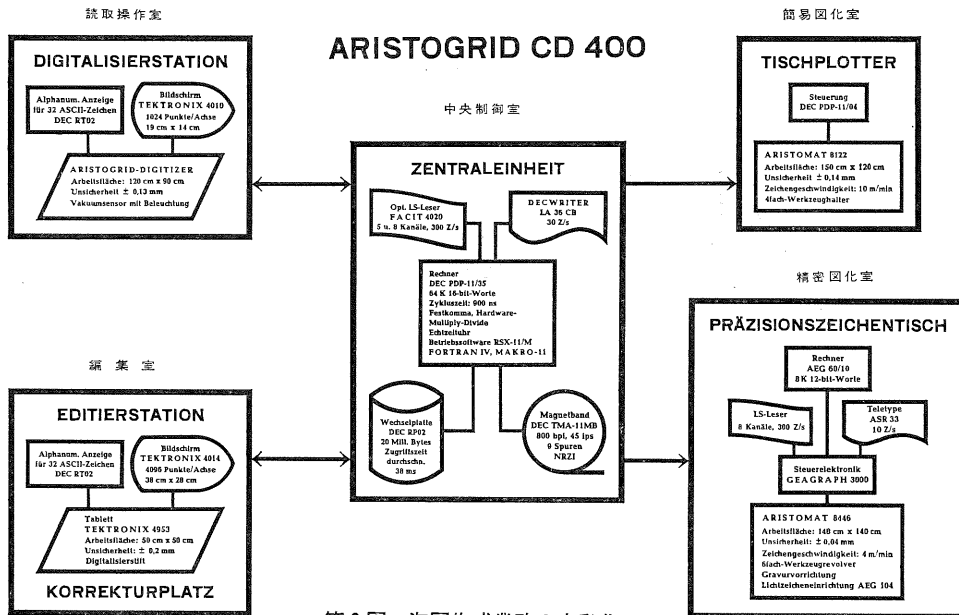 ARISTOGRID CD 400
読取操作室
DIGITALISIERSTATION
Alphanum. Anzeige
für 32 ASCII-Zeichen
DEC RT02
Bildschirm
TEKTRONIX 4010
1024 Punkte/Achse
19 cm x 14 cm
ARISTOGRID-DIGITIZER
Arbeitsfläche: 120 cm x 90 cm
Unsicherheit ± 0,13 mm
Vakuumsensor mit Beleuchtung
編集室
EDITIERSTATION
Alphanum. Anzeige
für 32 ASCII-Zeichen
DEC RT02
Bildschirm
TEKTRONIX 4014
4096 Punkte/Achse
38 cm x 28 cm
Tablett
TEKTRONIX 4953
Arbeitsfläche: 50 cm x 50 cm
Unsicherheit: ± 0,2 mm
Digitalisierstift
KORREKTURPLATZ
中央制御室
ZENTRALEINHEIT
Opt. LS-Leser
FACIT 4020
5 u. 8 Kanäle, 300 Z/s
DECWRITER
LA 36 CB
30 Z/s
Rechner
DEC PDP-11/35
64 K 16-bit-Worte
Zykluszeit: 900 ns
Festkomma, Hardware-
Multiply-Divide
Echtzeituhr
Betriebssoftware RSX-11/M
FORTRAN IV, MAKRO-11
Wechselplatte
DEC RP02
20 Mill. Bytes
Zugriffszeit
durchschn.
38 ms
Magnetband
DEC TMA-11MB
800 bpi, 45 ips
9 Spuren
NRZI
簡易図化室
TISCHPLOTTER
Steuerung
DEC PDP-11/04
ARISTOMAT 8122
Arbeitsfläche: 150 cm x 120 cm
Unsicherheit ± 0,14 mm
Zeichengeschwindigkeit: 10 m/min
4fach-Werkzeughalter
精密図化室
PRÄZISIONSZEICHENTISCH
Rechner
AEG 60/10
8K 12-bit-Worte
LS-Leser
8 Kanäle, 300 Z/s
Teletype
ASR 33
10 Z/s
Steuerelektronik
GEAGRAPH 3000
ARISTOMAT 8446
Arbeitsfläche: 140 cm x 140 cm
Unsicherheit: ± 0,04 mm
Zeichengeschwindigkeit: 4 m/min
6fach-Werkzeugrevolver
Gravurvorrichtung
Lichtzeicheneinrichtung AEG 104